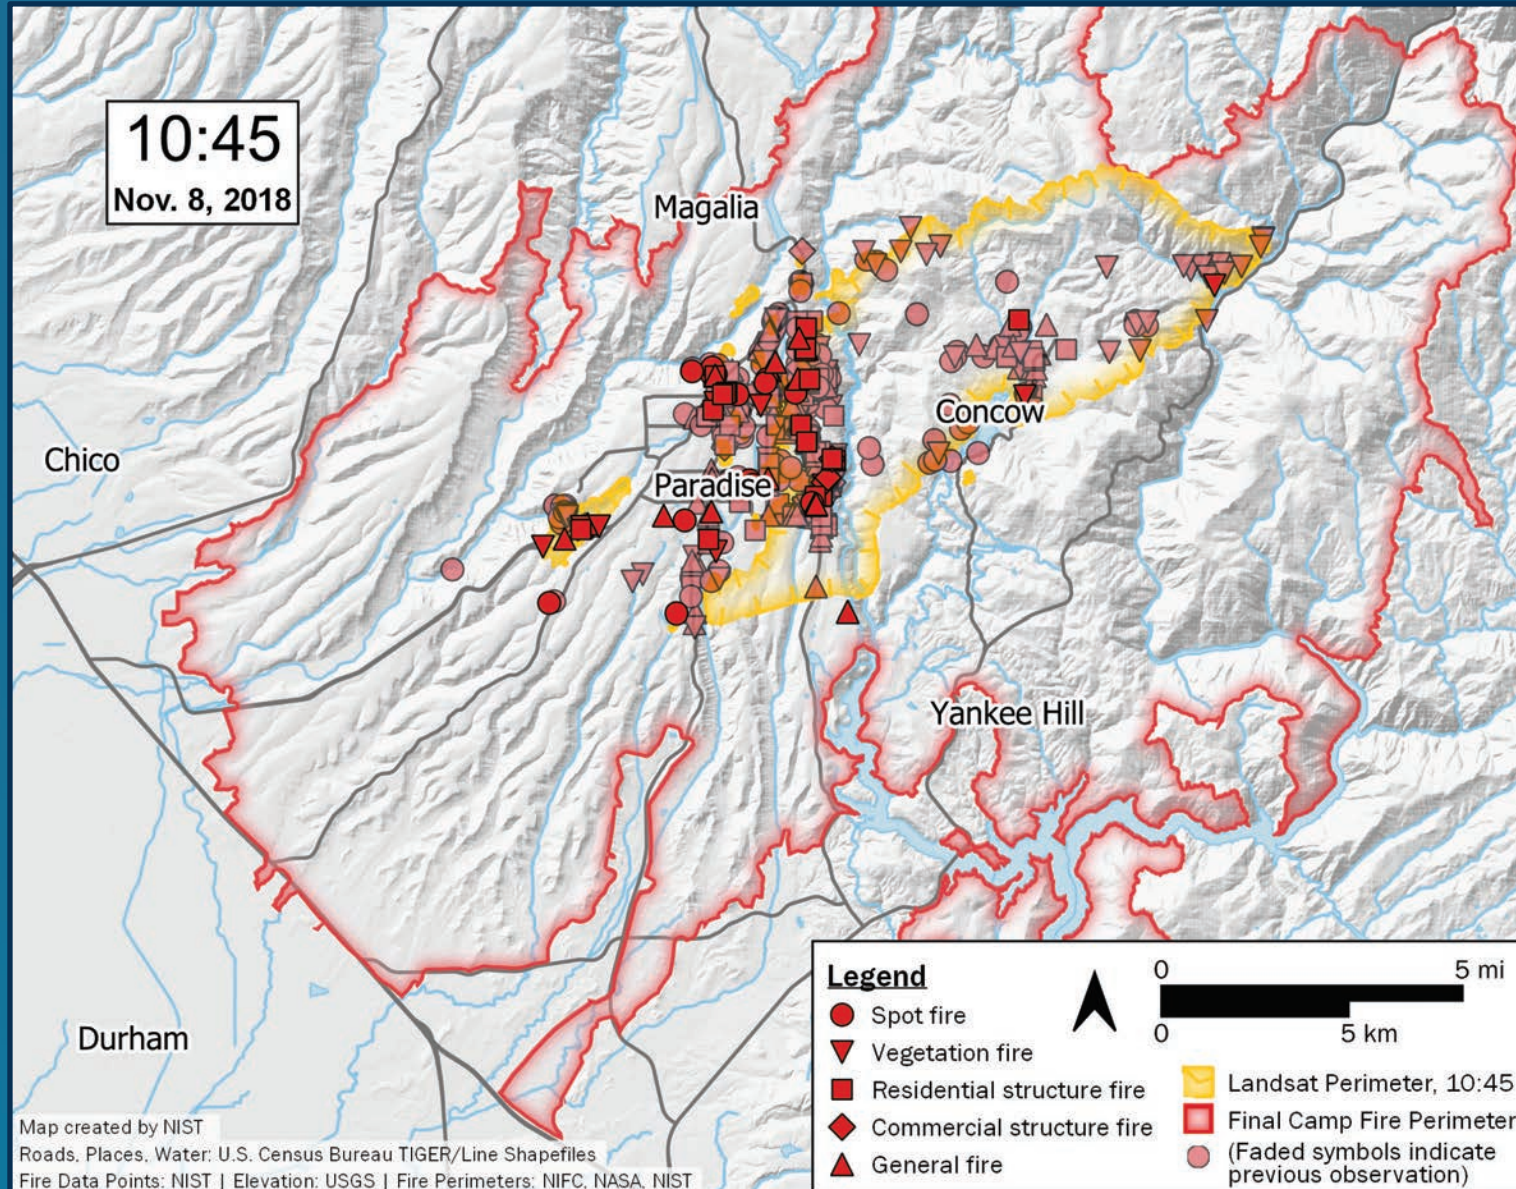 10:45
Nov. 8, 2018
Magalia
Chico
Concow
Paradise
Yankee Hill
Durham
Legend
Spot fire
Vegetation fire
Residential structure fire
Commercial structure fire
General fire
0 5 mi
0 5 km
Landsat Perimeter, 10:45
Final Camp Fire Perimeter
(Faded symbols indicate
previous observation)
Map created by NIST
Roads, Places, Water: U.S. Census Bureau TIGER/Line Shapefiles
Fire Data Points: NIST | Elevation: USGS | Fire Perimeters: NIFC, NASA, NIST